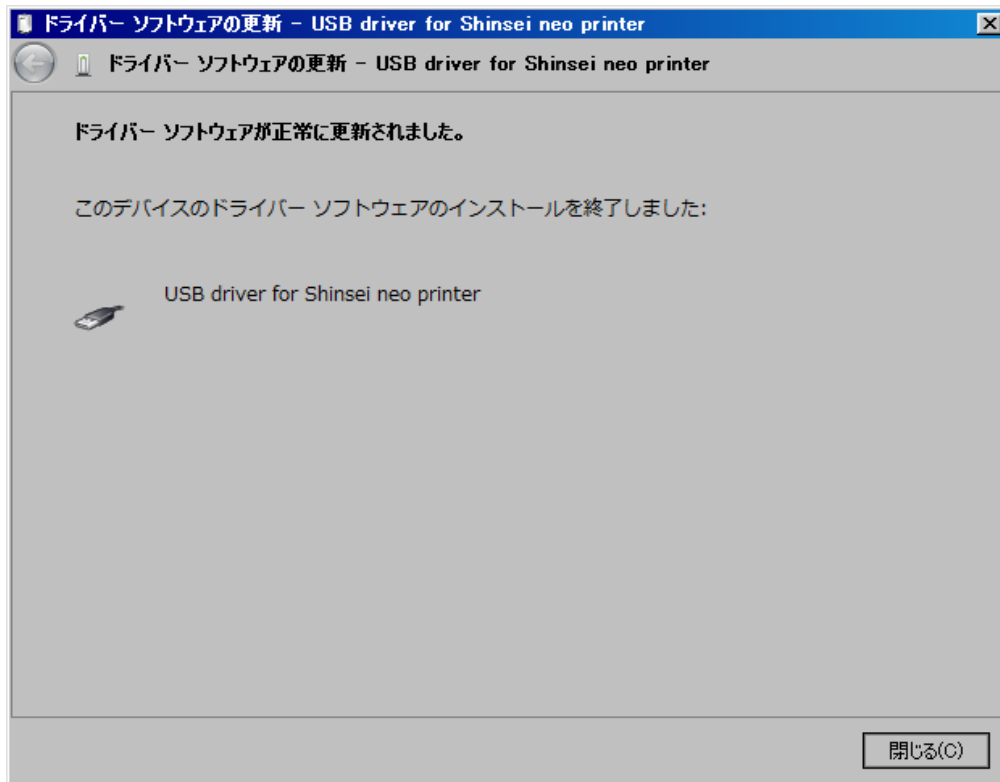 ドライバー ソフトウェアの更新 - USB driver for Shinsei neo printer
ドライバー ソフトウェアの更新 - USB driver for Shinsei neo printer
ドライバー ソフトウェアが正常に更新されました。
このデバイスのドライバー ソフトウェアのインストールを終了しました:
USB driver for Shinsei neo printer
閉じる(C)